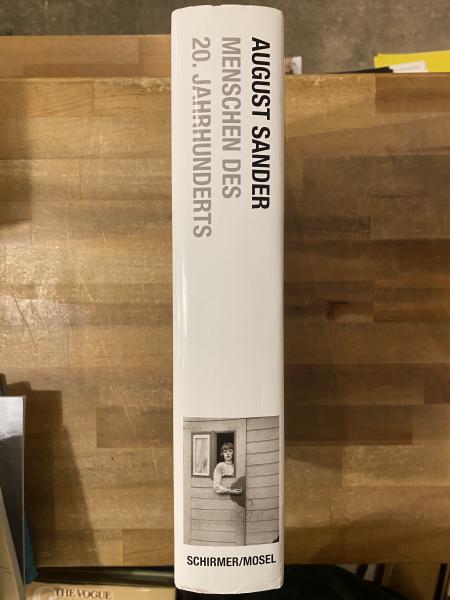 AUGUST SANDER
MENSCHEN DES
20. JAHRHUNDERTS
SCHIRMER/MOSEL
THE VOGUE